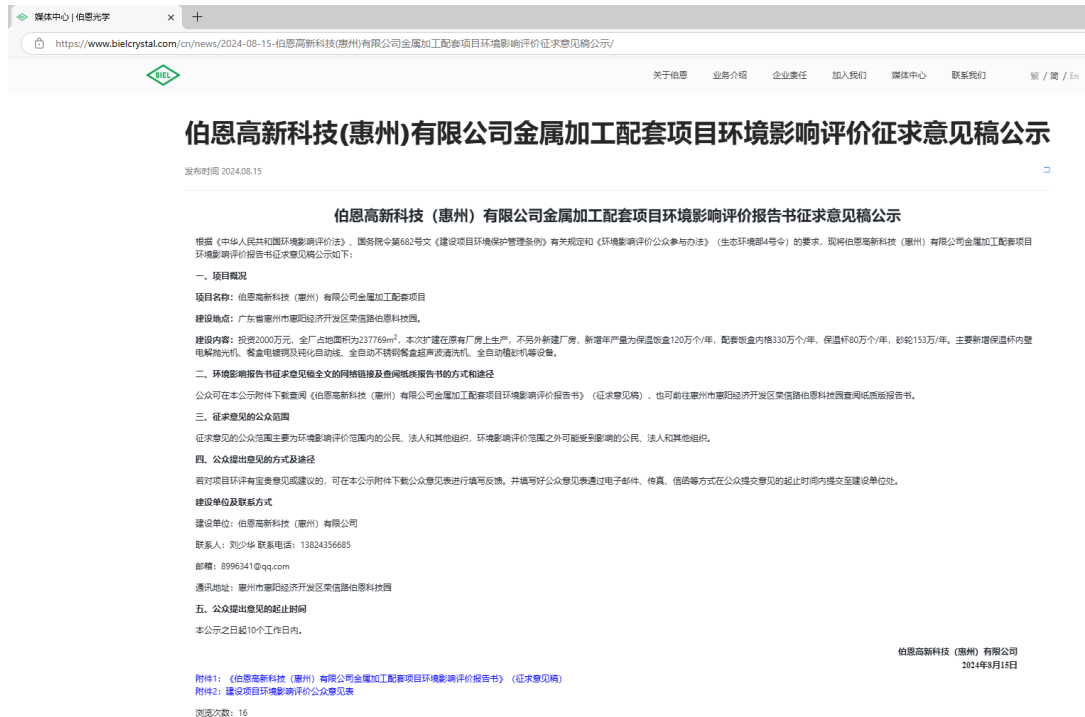 媒体中心 | 伯恩光学
https://www.bielcrystal.com/cn/news/2024-08-15-伯恩高新科技(惠州)有限公司金属加工配套项目环境影响评价征求意见稿公示/
BIEL 关于伯恩 业务介绍 企业责任 加入我们 媒体中心 联系我们 繁 / 简 / En
伯恩高新科技(惠州)有限公司金属加工配套项目环境影响评价征求意见稿公示
发布时间 2024.08.15
伯恩高新科技（惠州）有限公司金属加工配套项目环境影响评价报告书征求意见稿公示
根据《中华人民共和国环境影响评价法》、国务院令第682号文《建设项目环境保护管理条例》有关规定和《环境影响评价公众参与办法》（生态环境部4号令）的要求，现将伯恩高新科技（惠州）有限公司金属加工配套项目
环境影响评价报告书征求意见稿公示如下：
一、项目概况
项目名称：伯恩高新科技（惠州）有限公司金属加工配套项目
建设地点：广东省惠州市惠阳经济开发区荣信路伯恩科技园。
建设内容：投资2000万元，全厂占地面积为237769m²，本次扩建在原有厂房上生产，不另外新建厂房，新增年产量为保温饭盒120万个/年，配套饭盒内格330万个/年，保温杯80万个/年，砂轮153万/年。主要新增保温杯内壁
电解抛光机、餐盒电镀铜及钝化自动线、全自动不锈钢餐盒超声波清洗机、全自动植砂机等设备。
二、环境影响报告书征求意见稿全文的网络链接及查阅纸质报告书的方式和途径
公众可在本公示附件下载查阅《伯恩高新科技（惠州）有限公司金属加工配套项目环境影响评价报告书》（征求意见稿），也可前往惠州市惠阳经济开发区荣信路伯恩科技园查阅纸质版报告书。
三、征求意见的公众范围
征求意见的公众范围主要为环境影响评价范围内的公民、法人和其他组织，环境影响评价范围之外可能受到影响的公民、法人和其他组织。
四、公众提出意见的方式及途径
若对项目环评有宝贵意见或建议的，可在本公示附件下载公众意见表进行填写反馈。并填写好公众意见表通过电子邮件、传真、信函等方式在公众提交意见的起止时间内提交至建设单位处。
建设单位及联系方式
建设单位：伯恩高新科技（惠州）有限公司
联系人：刘少华 联系电话：13824356685
邮箱：8996341@qq.com
通讯地址：惠州市惠阳经济开发区荣信路伯恩科技园
五、公众提出意见的起止时间
本公示之日起10个工作日内。
伯恩高新科技（惠州）有限公司
2024年8月15日
附件1：《伯恩高新科技（惠州）有限公司金属加工配套项目环境影响评价报告书》（征求意见稿）
附件2：建设项目环境影响评价公众意见表
浏览次数：16